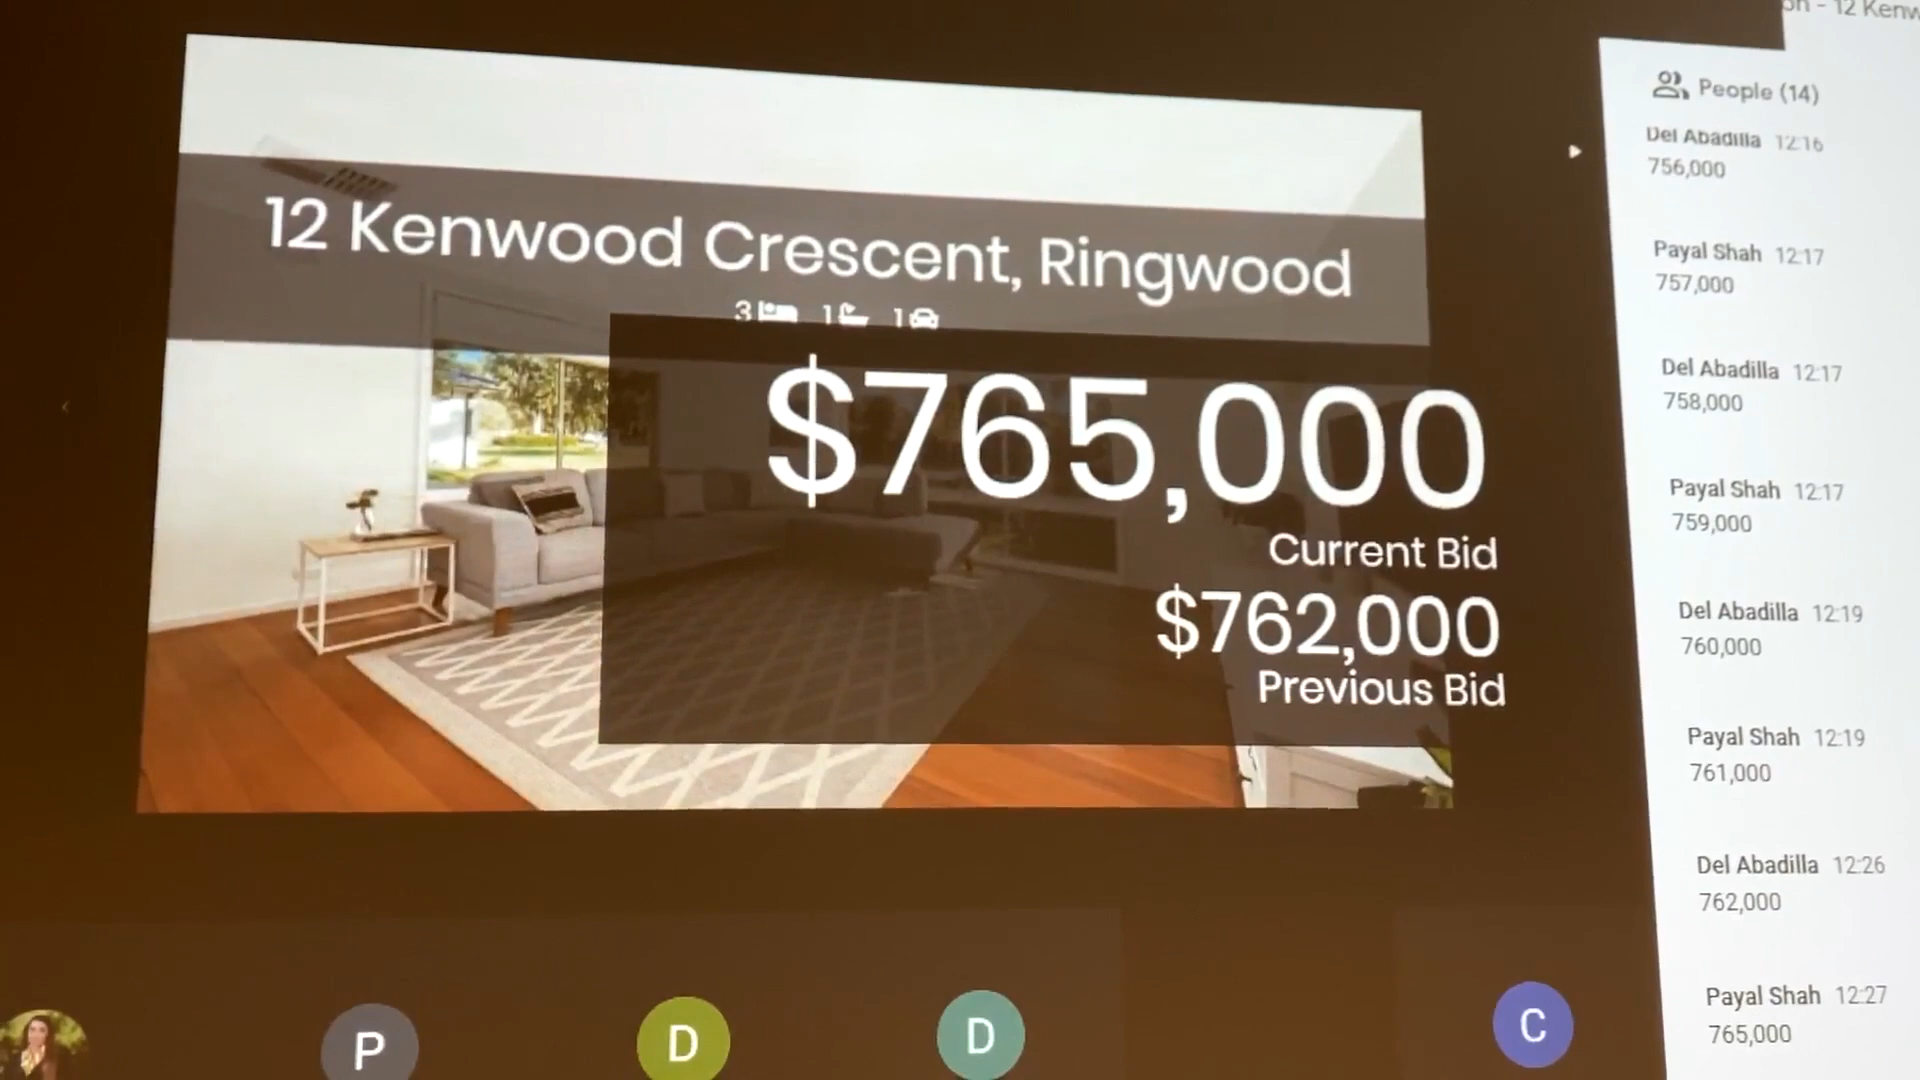 12 Kenwood Crescent, Ringwood
3 1 1
$765,000
Current Bid
$762,000
Previous Bid
- 12 Kenw
People (14)
Del Abadilla 12:16
756,000
Payal Shah 12:17
757,000
Del Abadilla 12:17
758,000
Payal Shah 12:17
759,000
Del Abadilla 12:19
760,000
Payal Shah 12:19
761,000
Del Abadilla 12:26
762,000
Payal Shah 12:27
765,000
P
D
D
C